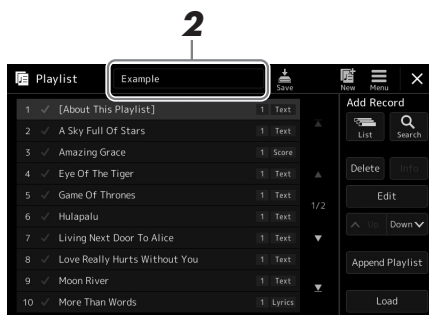 2
Playlist Example Save New Menu
Add Record
1 [About This Playlist] 1 Text
2 A Sky Full Of Stars 1 Text
List Search
3 Amazing Grace 1 Score
4 Eye Of The Tiger 1 Text
Delete Info
5 Game Of Thrones 1 Text
Edit
1/2
6 Hulapalu 1 Text
Up Down
7 Living Next Door To Alice 1 Text
8 Love Really Hurts Without You 1 Text
Append Playlist
9 Moon River 1 Text
10 More Than Words 1 Lyrics
Load